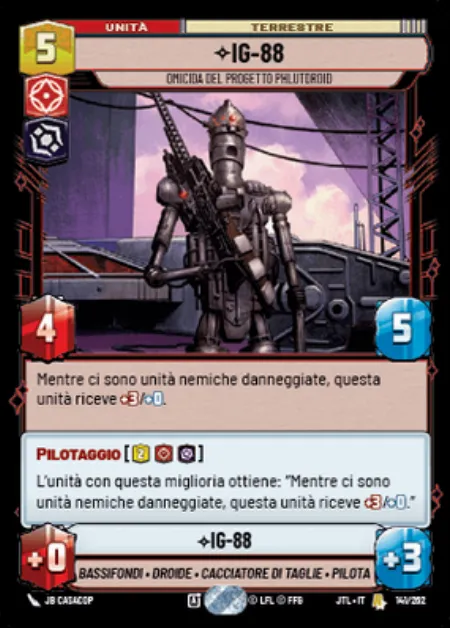 UNITÀ
TERRESTRE
5
IG-88
OMICIDA DEL PROGETTO PHLUTDROID
4
5
Mentre ci sono unità nemiche danneggiate, questa
unità riceve +3/+0.
PILOTAGGIO [2]
L'unità con questa miglioria ottiene: "Mentre ci sono
unità nemiche danneggiate, questa unità riceve +3/+0."
IG-88
+0
+3
BASSIFONDI • DROIDE • CACCIATORE DI TAGLIE • PILOTA
JB CASACOP
© LFL © FFG
JTL • IT
141/262